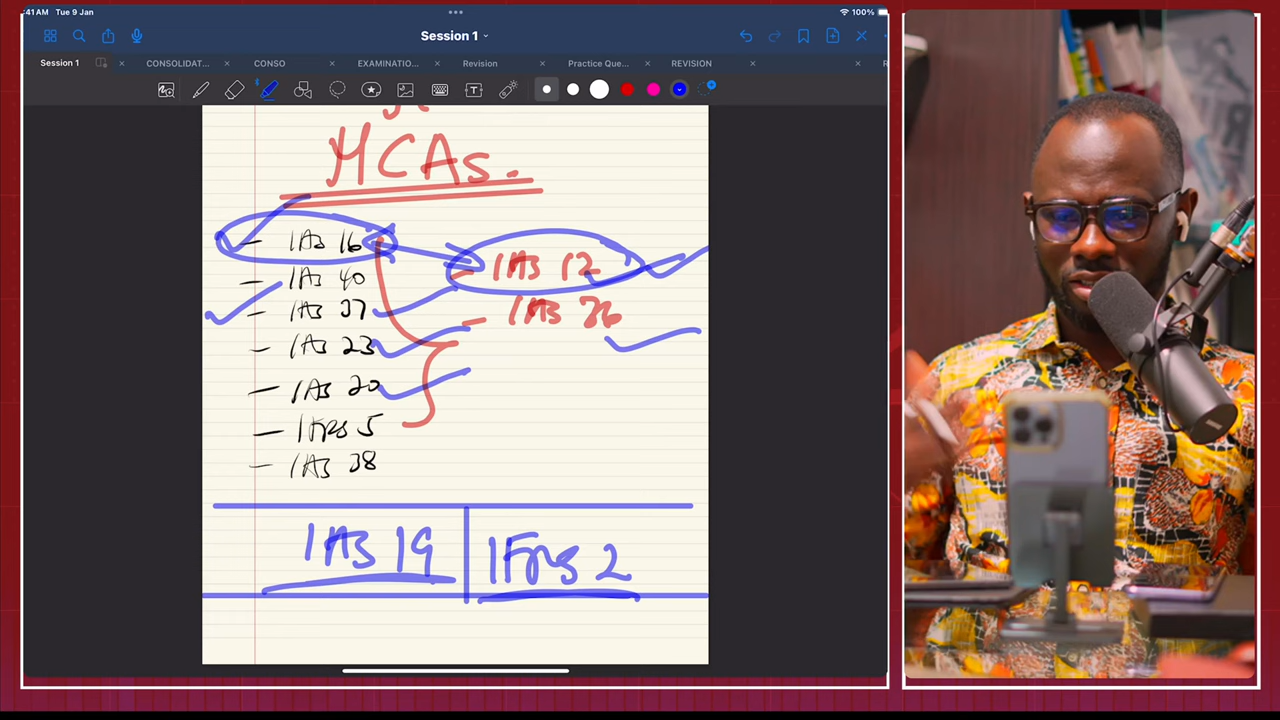 :41 AM Tue 9 Jan
100%
Session 1
Session 1
CONSOLIDAT...
CONSO
EXAMINATIO...
Revision
Practice Que...
REVISION
MCAs.
- IAS 16
- IAS 40
- IAS 37
- IAS 23
- IAS 20
- IFRS 5
- IAS 38
- IAS 12
- IAS 36
IAS 19
IFRS 2